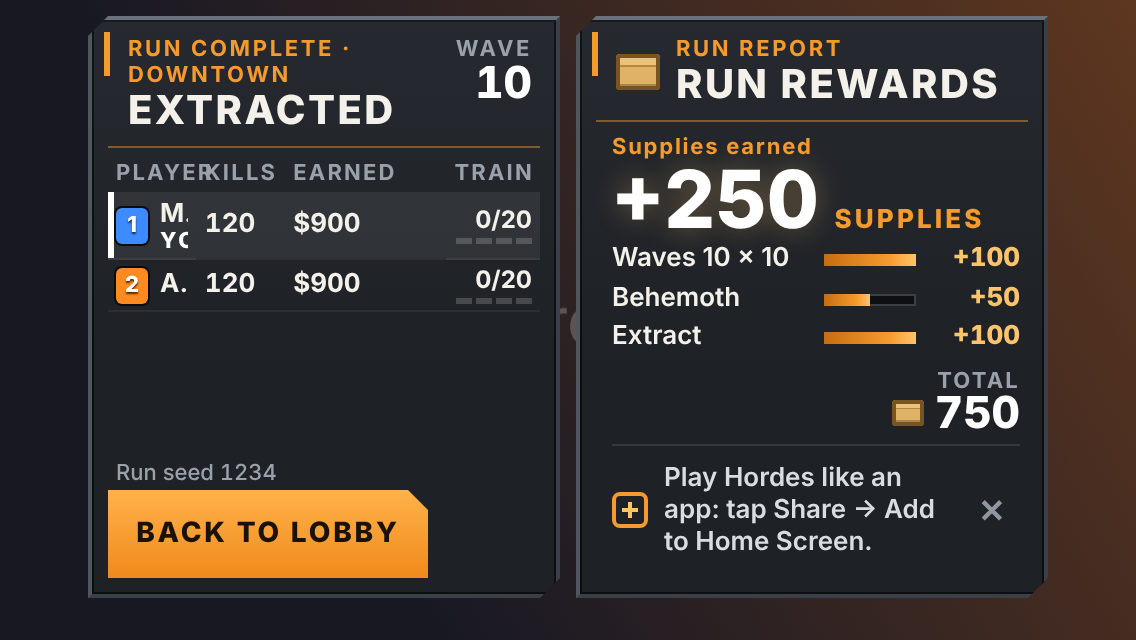 RUN COMPLETE ·
DOWNTOWN
EXTRACTED
WAVE
10
PLAYER KILLS EARNED TRAIN
1 M. 120 $900 0/20
2 A. 120 $900 0/20
Run seed 1234
BACK TO LOBBY
RUN REPORT
RUN REWARDS
Supplies earned
+250 SUPPLIES
Waves 10 × 10 +100
Behemoth +50
Extract +100
TOTAL
750
Play Hordes like an
app: tap Share → Add
to Home Screen.